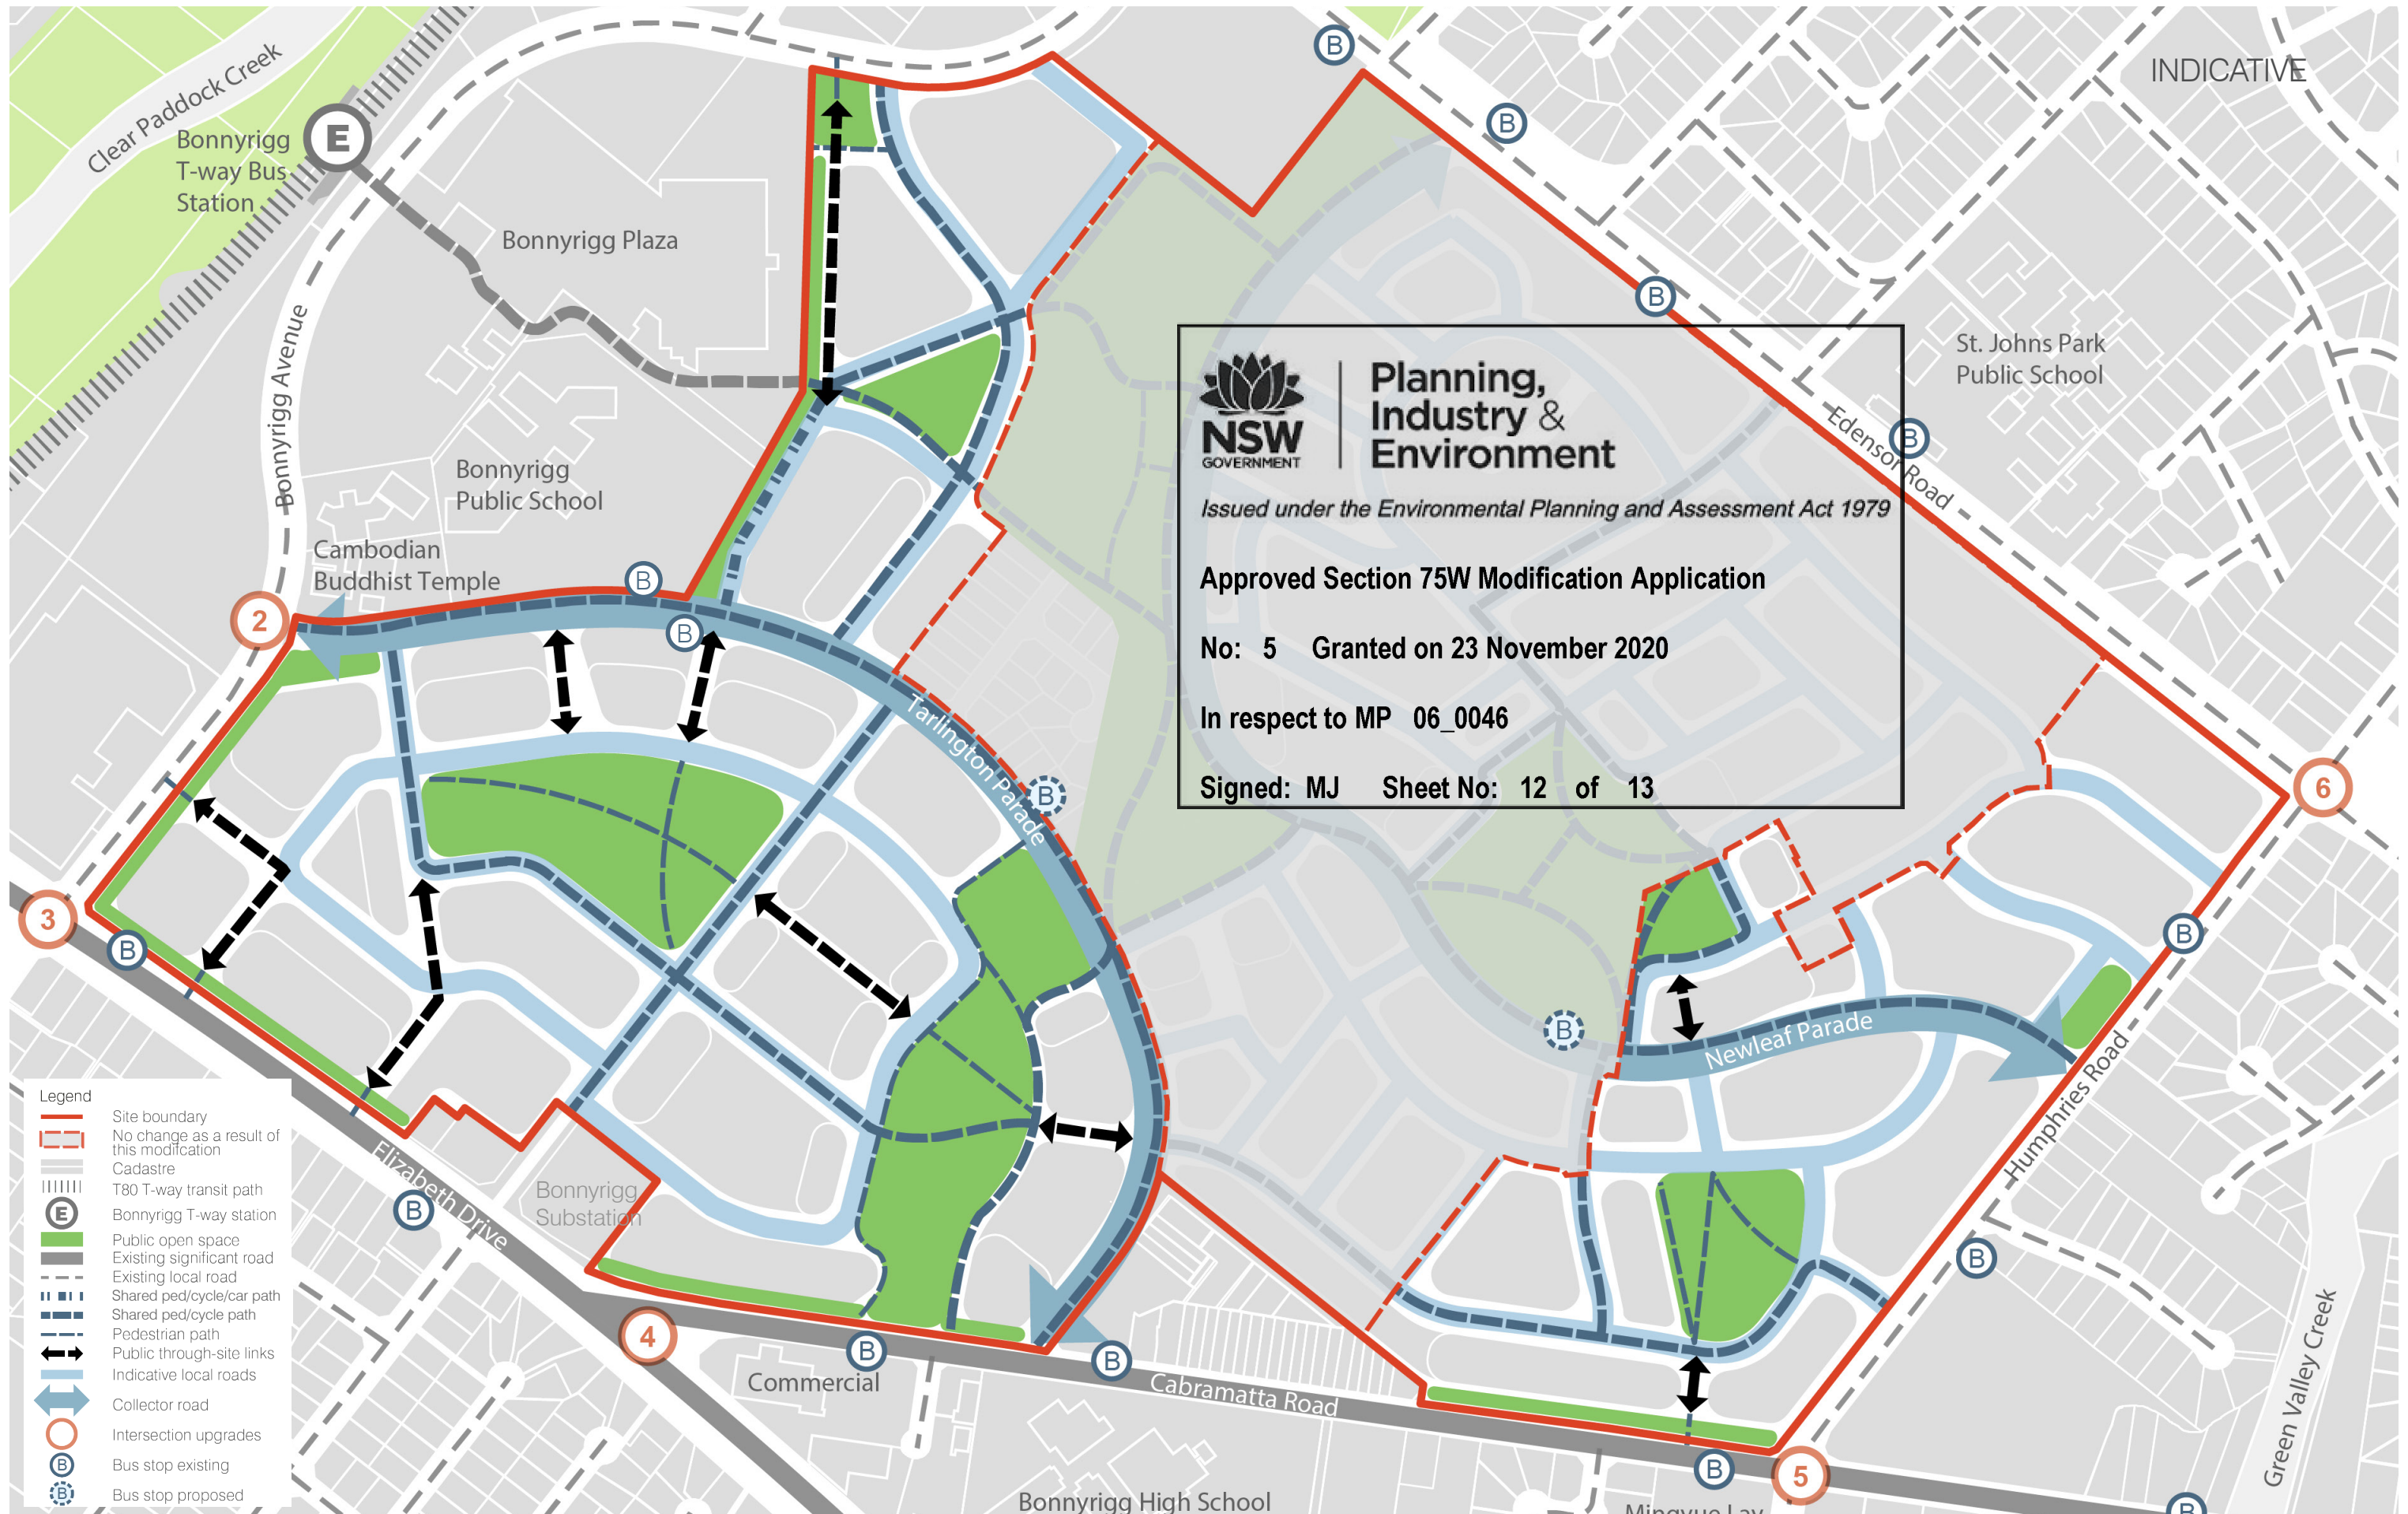 INDICATIVE
Clear Paddock Creek
E
Bonnyrigg
T-way Bus
Station
Bonnyrigg Plaza
Bonnyrigg Avenue
Bonnyrigg
Public School
Cambodian
Buddhist Temple
St. Johns Park
Public School
Edensor Road
B
B
B
B
NSW
GOVERNMENT
Planning,
Industry &
Environment
Issued under the Environmental Planning and Assessment Act 1979
Approved Section 75W Modification Application
No: 5 Granted on 23 November 2020
In respect to MP 06_0046
Signed: MJ Sheet No: 12 of 13
2
B
B
Tarlington Parade
B
6
3
B
B
B
Newleaf Parade
Humphries Road
B
Elizabeth Drive
B
Bonnyrigg
Substation
4
B
B
Commercial
Cabramatta Road
B
5
B
Green Valley Creek
Bonnyrigg High School
Mingyue Lay
Legend
Site boundary
No change as a result of
this modifcation
Cadastre
T80 T-way transit path
E
Bonnyrigg T-way station
Public open space
Existing significant road
Existing local road
Shared ped/cycle/car path
Shared ped/cycle path
Pedestrian path
Public through-site links
Indicative local roads
Collector road
Intersection upgrades
B
Bus stop existing
B
Bus stop proposed